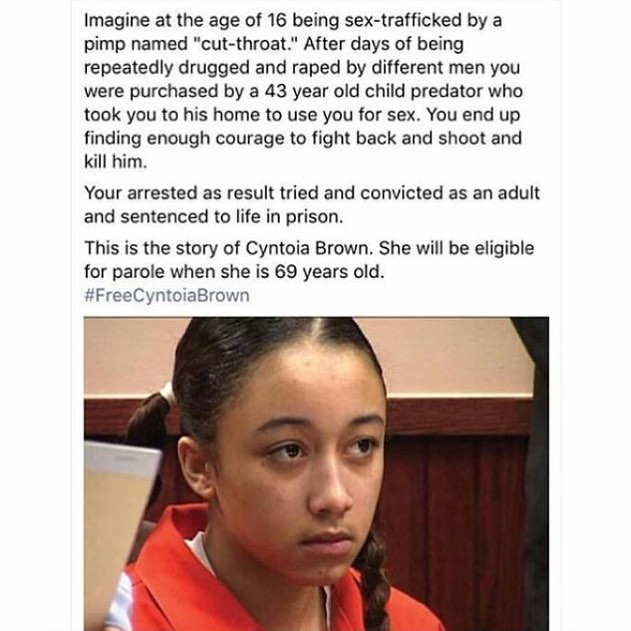 Imagine at the age of 16 being sex-trafficked by a
pimp named "cut-throat." After days of being
repeatedly drugged and raped by different men you
were purchased by a 43 year old child predator who
took you to his home to use you for sex. You end up
finding enough courage to fight back and shoot and
kill him.
Your arrested as result tried and convicted as an adult
and sentenced to life in prison.
This is the story of Cyntoia Brown. She will be eligible
for parole when she is 69 years old.
#FreeCyntoiaBrown